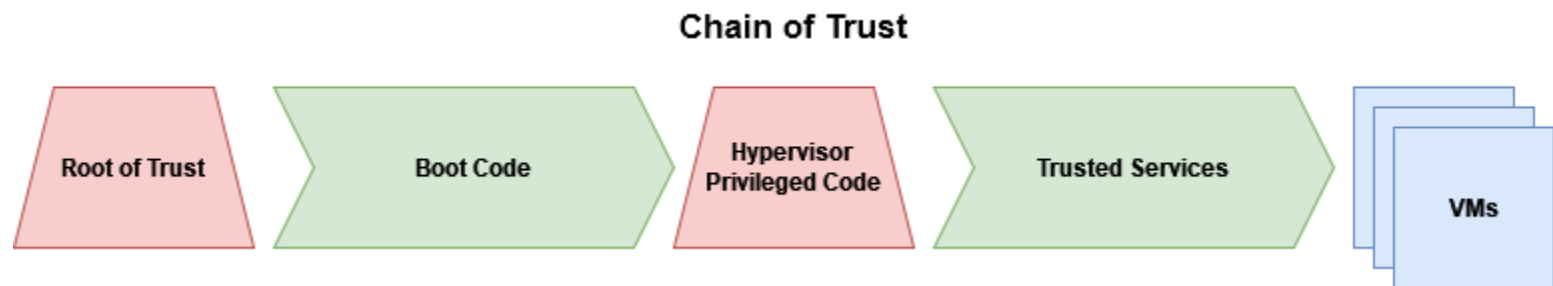 Chain of Trust
Root of Trust
Boot Code
Hypervisor
Privileged Code
Trusted Services
VMs